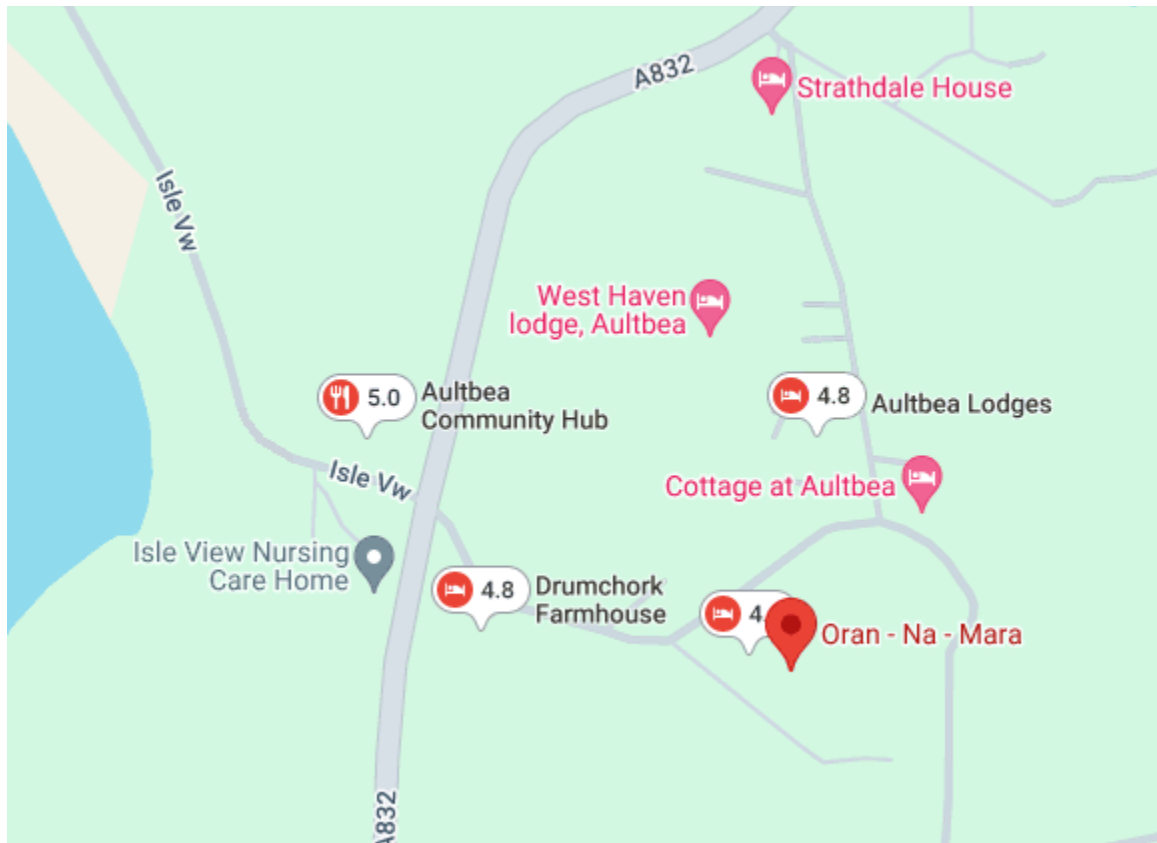 A832
Strathdale House
Isle Vw
West Haven
lodge, Aultbea
5.0
Aultbea
Community Hub
4.8
Aultbea Lodges
Isle Vw
Cottage at Aultbea
Isle View Nursing
Care Home
4.8
Drumchork
Farmhouse
4.
Oran - Na - Mara
A832